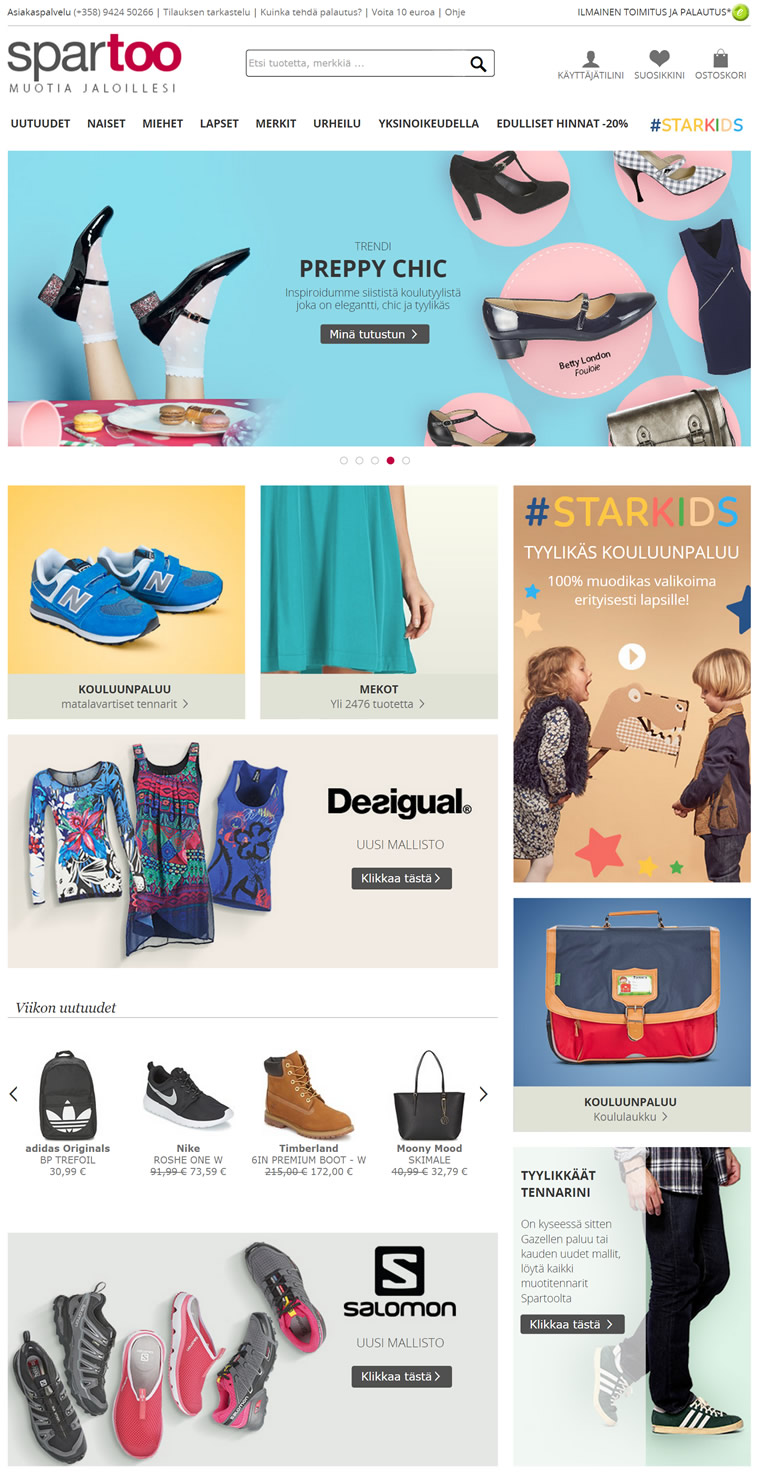 Asiakaspalvelu (+358) 9424 50266 | Tilauksen tarkastelu | Kuinka tehdä palautus? | Voita 10 euroa | Ohje
ILMAINEN TOIMITUS JA PALAUTUS*
spartoo
MUOTIA JALOILLESI
Etsi tuotetta, merkkiä ...
KÄYTTÄJÄTILINI
SUOSIKKINI
OSTOSKORI
UUTUUDET NAISET MIEHET LAPSET MERKIT URHEILU YKSINOIKEUDELLA EDULLISET HINNAT -20% #STARKIDS
TRENDI
PREPPY CHIC
Inspiroidumme siististä koulutyylistä
joka on elegantti, chic ja tyylikäs
Minä tutustun
Betty London
Fouloie
KOULUUNPALUU
matalavartiset tennarit
MEKOT
Yli 2476 tuotetta
#STARKIDS
TYYLIKÄS KOULUUNPALUU
100% muodikas valikoima
erityisesti lapsille!
Desigual®
UUSI MALLISTO
Klikkaa tästä
KOULUUNPALUU
Koululaukku
Viikon uutuudet
adidas Originals
BP TREFOIL
30,99 €
Nike
ROSHE ONE W
91,99 € 73,59 €
Timberland
6IN PREMIUM BOOT - W
215,00 € 172,00 €
Moony Mood
SKIMALE
40,99 € 32,79 €
TYYLIKKÄÄT
TENNARINI
On kyseessä sitten
Gazellen paluu tai
kauden uudet mallit,
löytä kaikki
muotitennarit
Spartoolta
Klikkaa tästä
S
SALOMON
UUSI MALLISTO
Klikkaa tästä